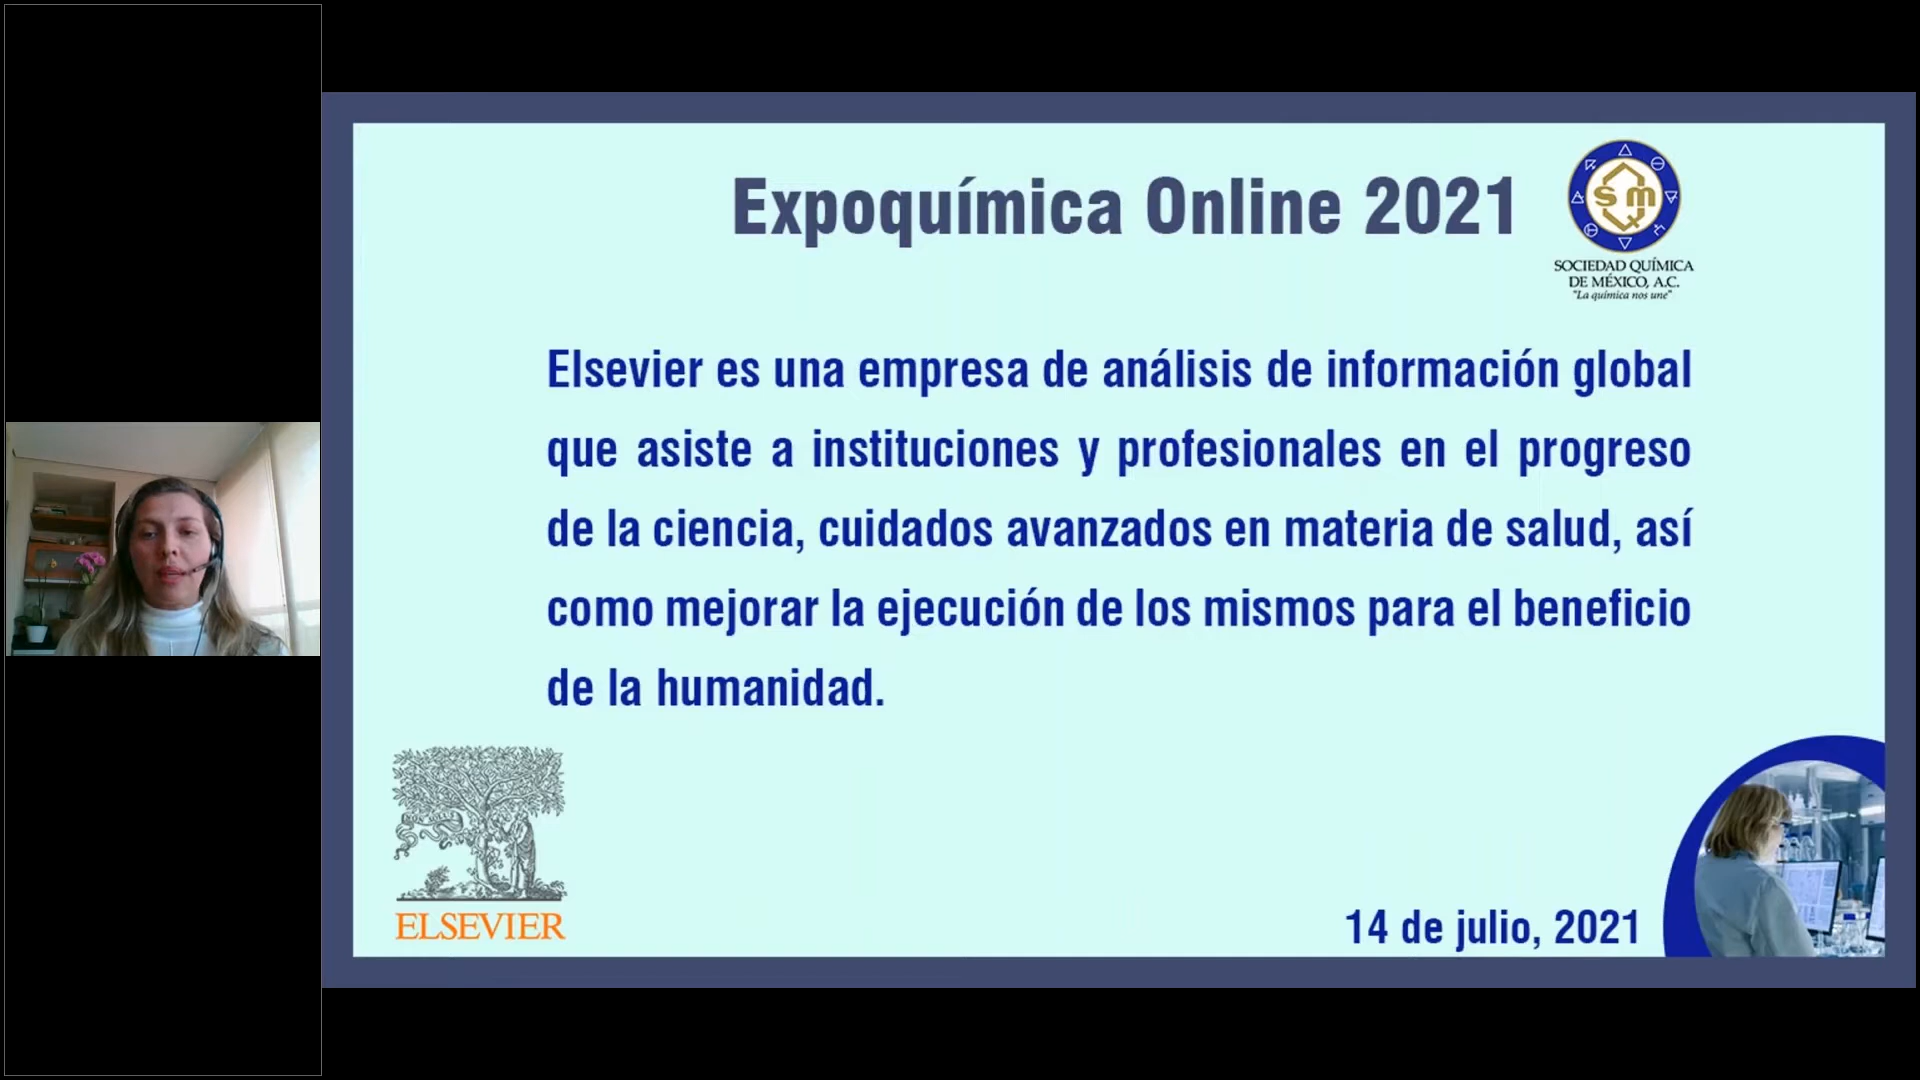 Expoquímica Online 2021
SOCIEDAD QUÍMICA
DE MÉXICO, A.C.
"La química nos une"
Elsevier es una empresa de análisis de información global
que asiste a instituciones y profesionales en el progreso
de la ciencia, cuidados avanzados en materia de salud, así
como mejorar la ejecución de los mismos para el beneficio
de la humanidad.
NON SOLUS
ELSEVIER
14 de julio, 2021